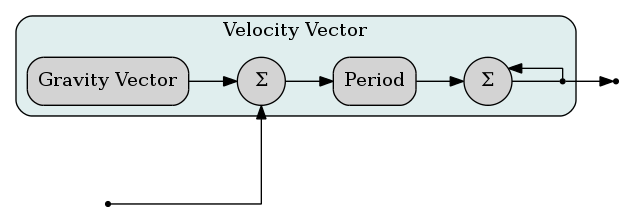 Velocity Vector
Gravity Vector
Σ
Period
Σ